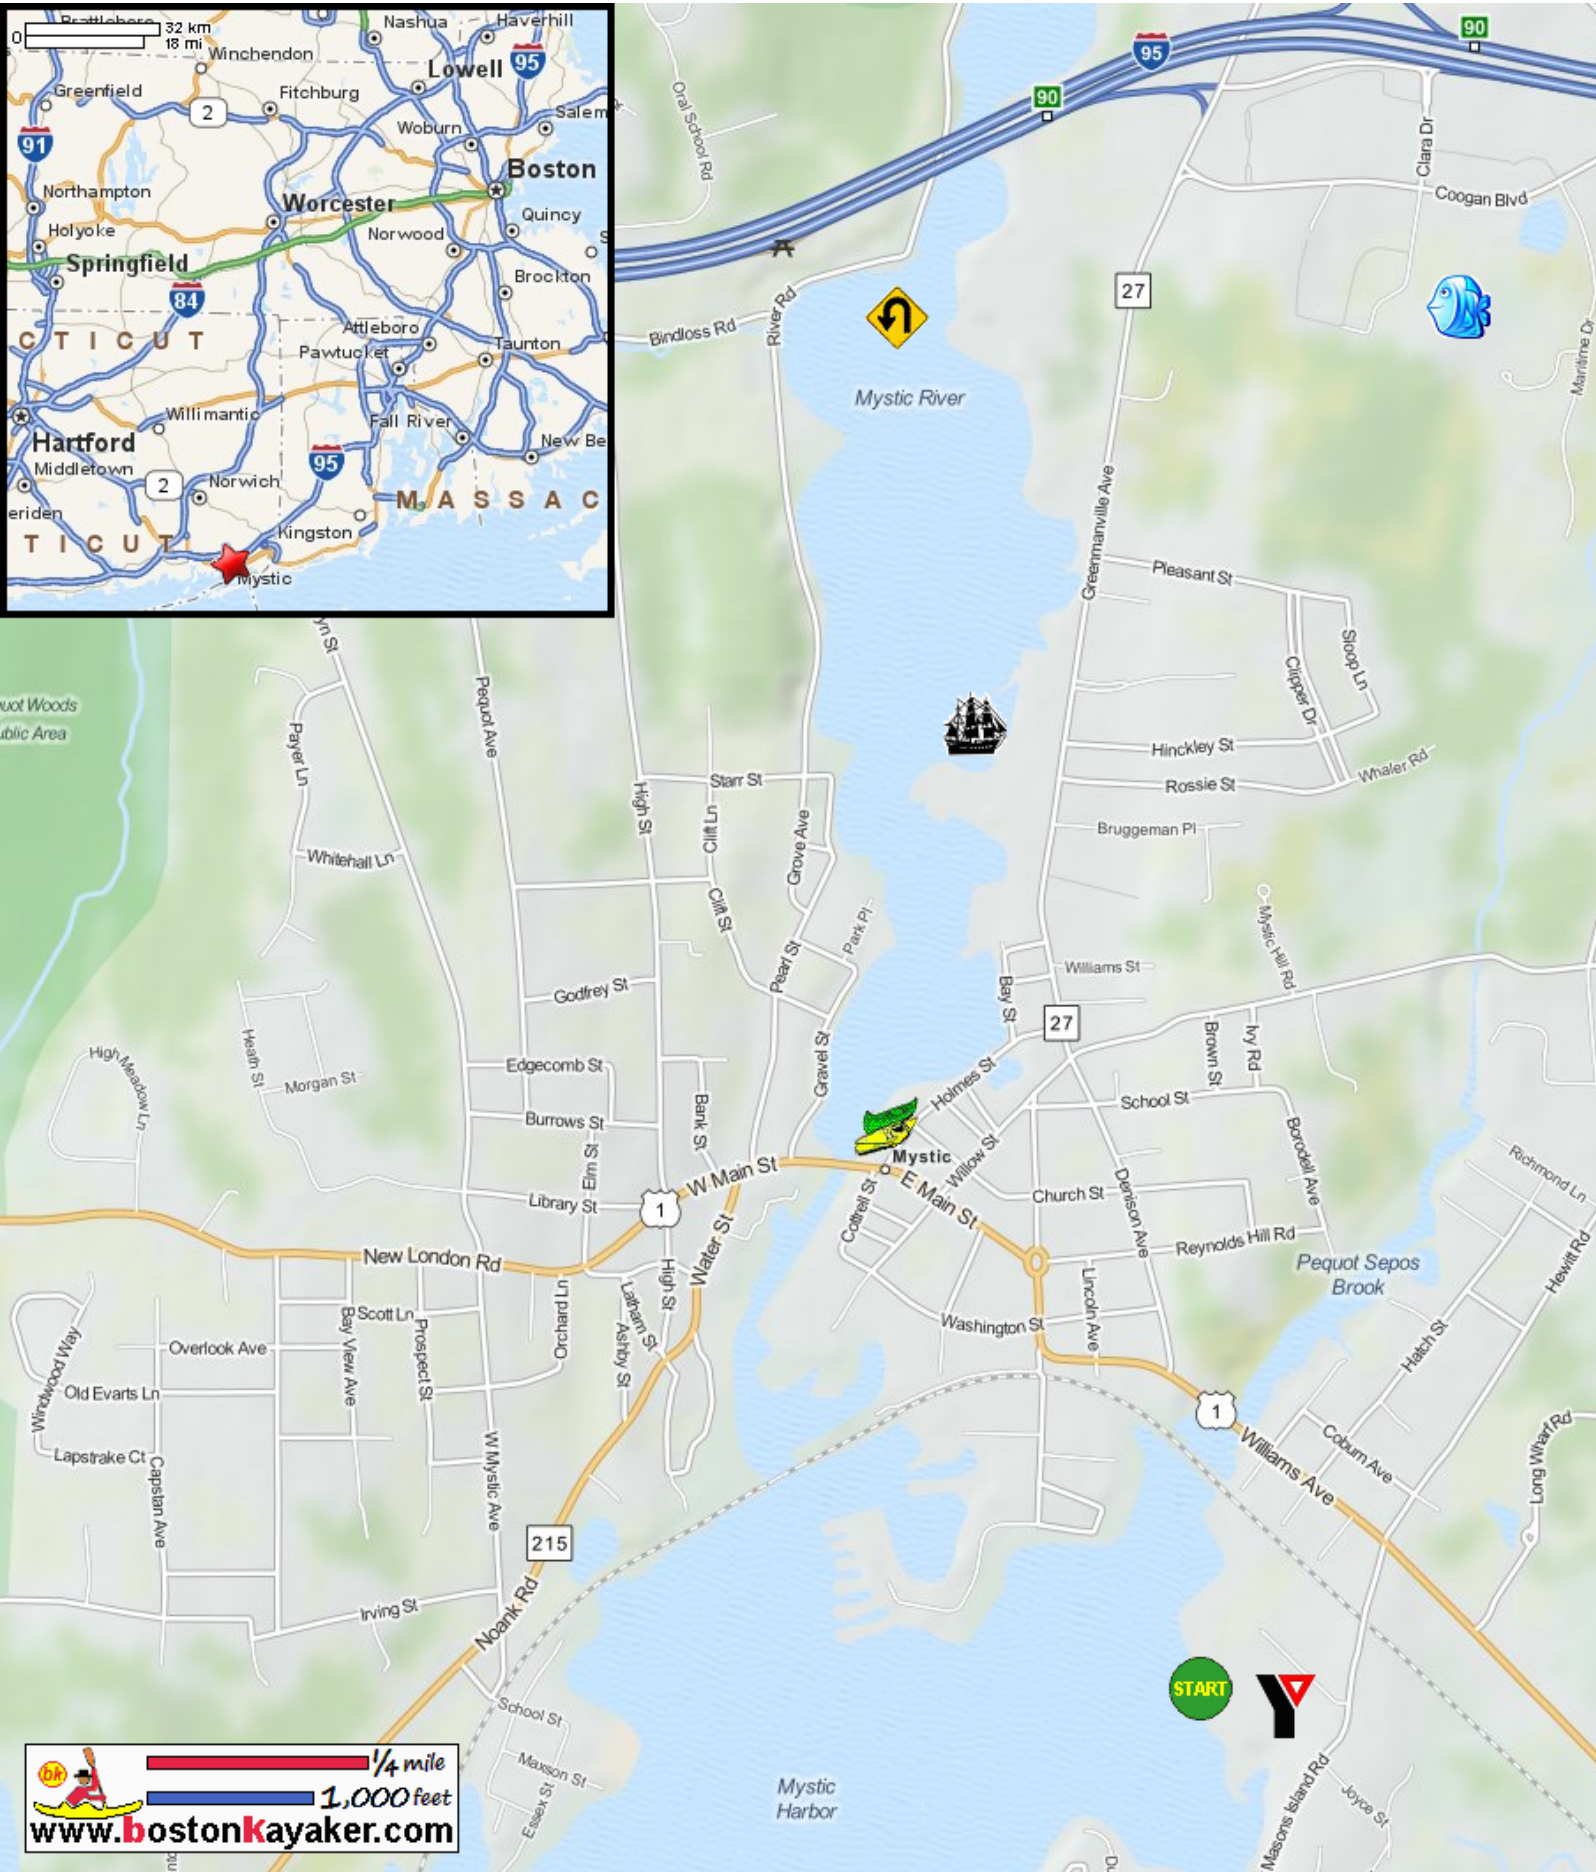 Brattleboro
0
32 km
18 mi
Nashua
Haverhill
95
Winchendon
Lowell
Greenfield
2
Fitchburg
Salem
Woburn
91
Boston
Northampton
Worcester
Quincy
Holyoke
Norwood
Springfield
84
Brockton
CTICUT
Attleboro
Pawtucket
Taunton
Willimantic
Fall River
Hartford
New Be
Middletown
95
2
Norwich
MASSAC
eriden
Kingston
TICUT
Mystic
90
95
90
Oral School Rd
Clara Dr
Coogan Blvd
27
River Rd
Bindloss Rd
Maritime Dr
Mystic River
Greenmanville Ave
Pleasant St
Sloop Ln
Clipper Dr
yn St
Pequot Ave
uot Woods
ublic Area
Payer Ln
Hinckley St
Whaler Rd
Rossie St
Starr St
High St
Clift Ln
Grove Ave
Bruggeman Pl
Whitehall Ln
Clift St
Park Pl
Mystic Hill Rd
Pearl St
Williams St
Godfrey St
Bay St
27
Heath St
High Meadow Ln
Morgan St
Edgecomb St
Gravel St
Holmes St
Brown St
Ivy Rd
School St
Bank St
Burrows St
Elm St
Borodell Ave
Mystic
Willow St
Richmond Ln
W Main St
Library St
1
Cottrell St
E Main St
Church St
Denison Ave
Water St
New London Rd
Reynolds Hill Rd
Hewitt Rd
Pequot Sepos
Brook
High St
Orchard Ln
Latham St
Ashby St
Lincoln Ave
Washington St
Scott Ln
Bay View Ave
Prospect St
Overlook Ave
Hatch St
Windwood Way
Old Evarts Ln
1
Lapstrake Ct
Capstan Ave
W Mystic Ave
Williams Ave
Coburn Ave
Long Wharf Rd
215
Irving St
Noank Rd
START
Y
School St
Maxson St
Essex St
Mystic
Harbor
Masons Island Rd
Joyce St
Du
bk
1/4 mile
1,000 feet
www.bostonkayaker.com